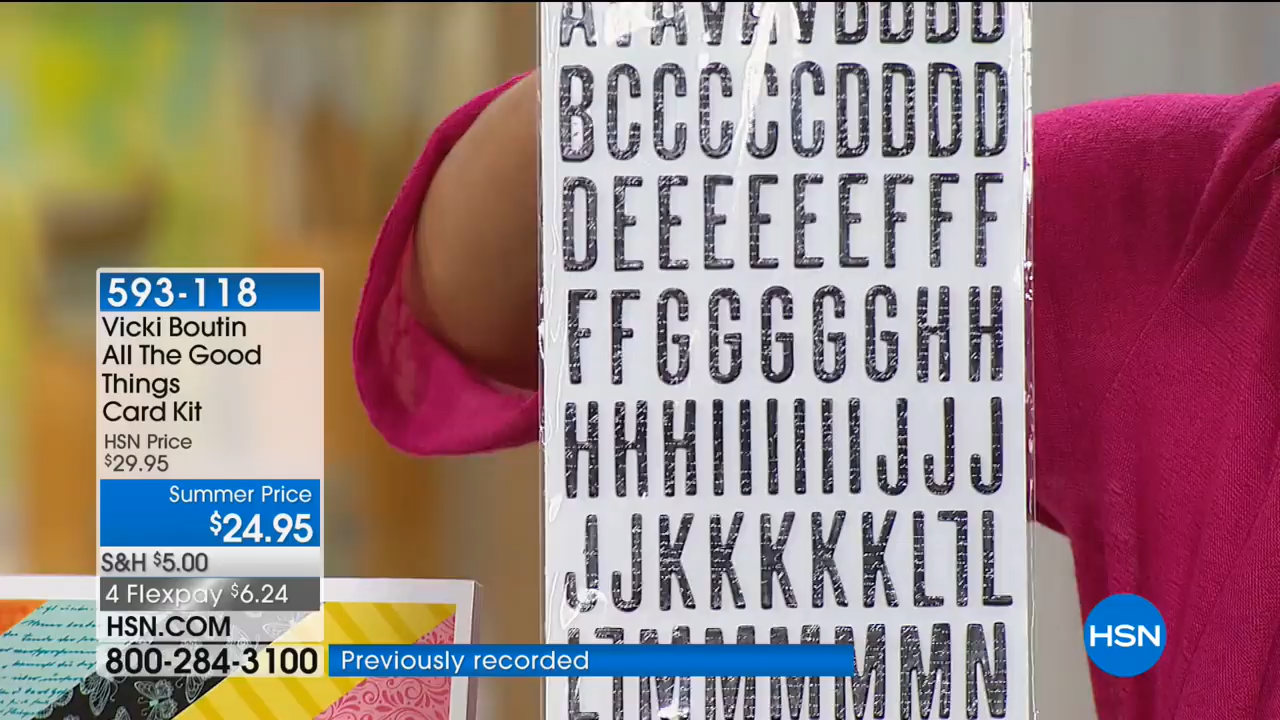 BCCCCCDDDD
DEEEEEEFFF
FFGGGGGHH
HHHIIIIIIJJJ
JJKKKKKLLL
593-118
Vicki Boutin
All The Good
Things
Card Kit
HSN Price
$29.95
Summer Price
$24.95
S&H $5.00
4 Flexpay $6.24
HSN.COM
800-284-3100
Previously recorded
HSN